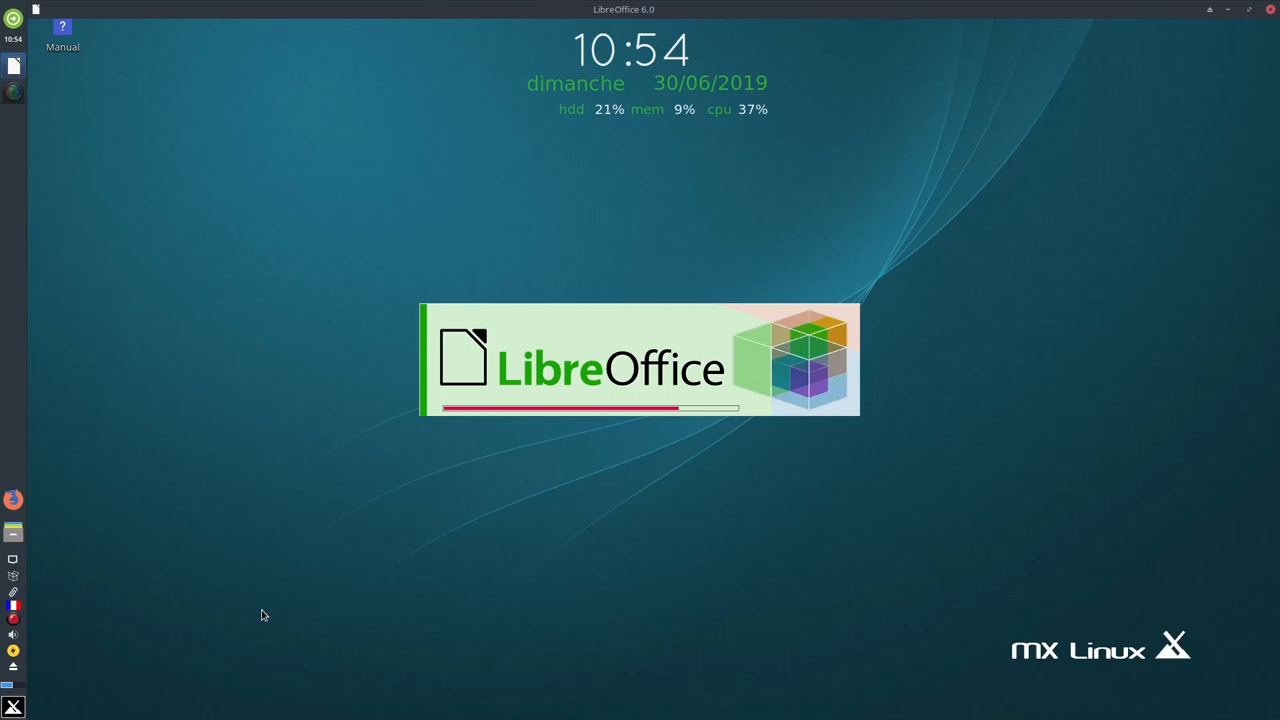 LibreOffice 6.0
10:54
Manual
10:54
dimanche 30/06/2019
hdd 21% mem 9% cpu 37%
LibreOffice
mx Linux